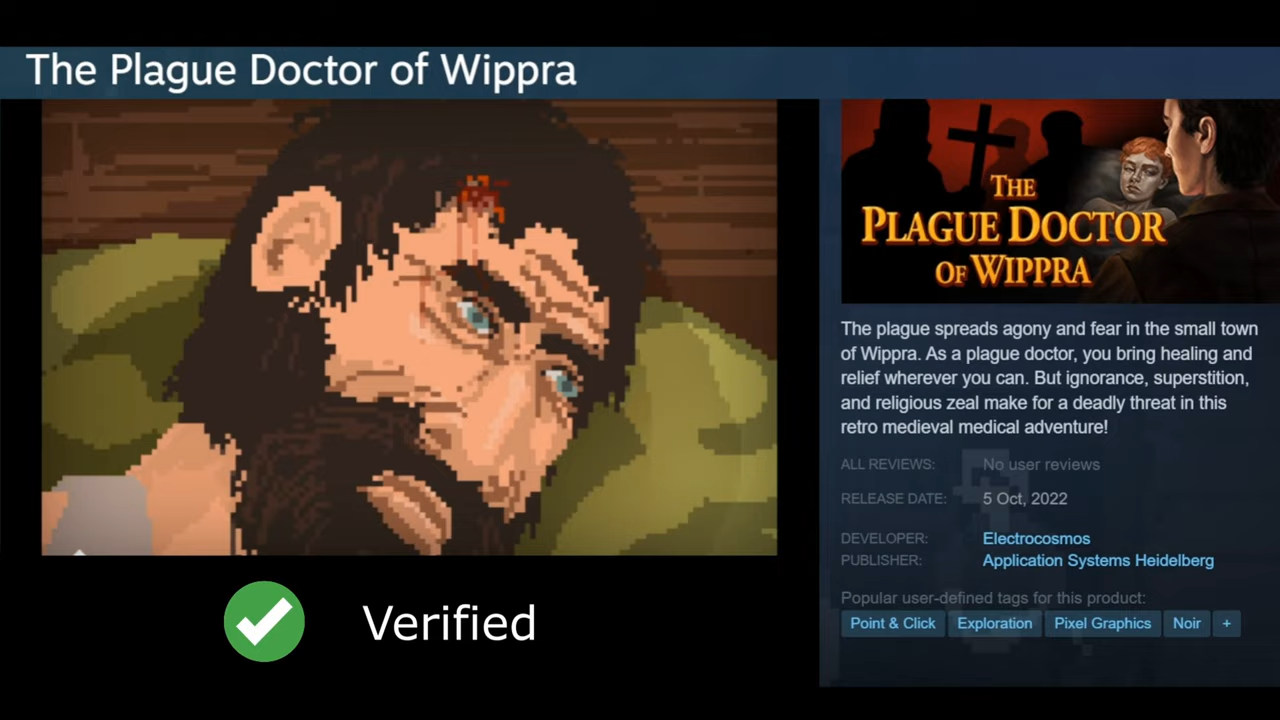 The Plague Doctor of Wippra
THE
PLAGUE DOCTOR
OF WIPPRA
The plague spreads agony and fear in the small town
of Wippra. As a plague doctor, you bring healing and
relief wherever you can. But ignorance, superstition,
and religious zeal make for a deadly threat in this
retro medieval medical adventure!
ALL REVIEWS: No user reviews
RELEASE DATE: 5 Oct, 2022
DEVELOPER: Electrocosmos
PUBLISHER: Application Systems Heidelberg
Popular user-defined tags for this product:
Point & Click Exploration Pixel Graphics Noir +
Verified